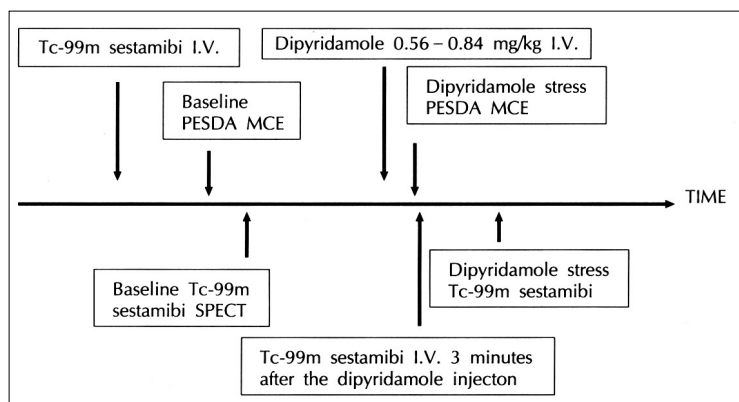 Tc-99m sestamibi I.V.
Dipyridamole 0.56 – 0.84 mg/kg I.V.
Baseline
PESDA MCE
Dipyridamole stress
PESDA MCE
TIME
Baseline Tc-99m
sestamibi SPECT
Dipyridamole stress
Tc-99m sestamibi
Tc-99m sestamibi I.V. 3 minutes
after the dipyridamole injecton